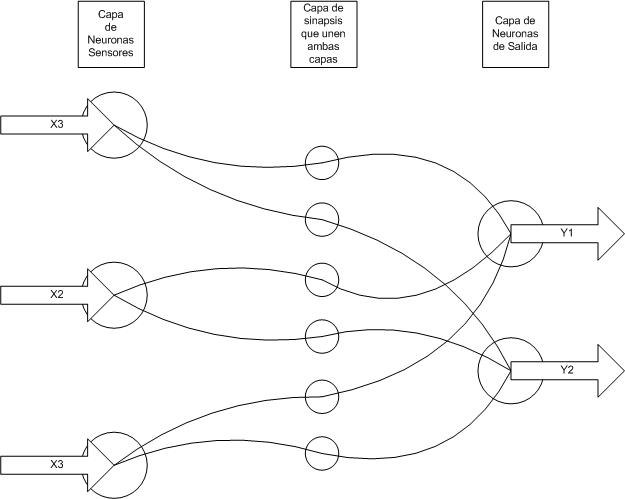 Capa
de
Neuronas
Sensores
Capa de
sinapsis
que unen
ambas
capas
Capa de
Neuronas
de Salida
X3
Y1
X2
Y2
X3